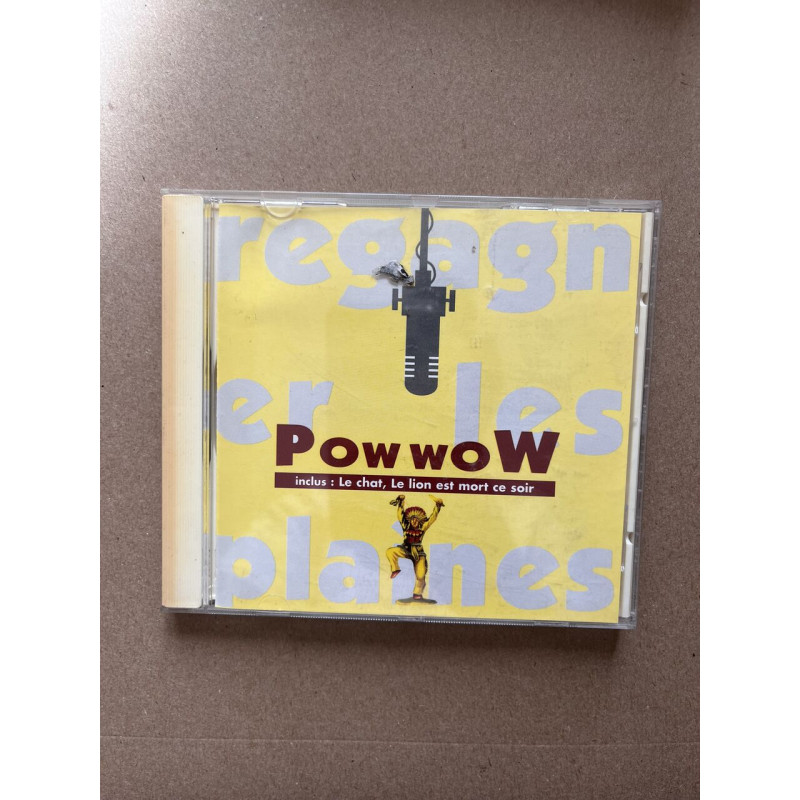 regagn
er les
POW WOW
inclus : Le chat, Le lion est mort ce soir
plaines